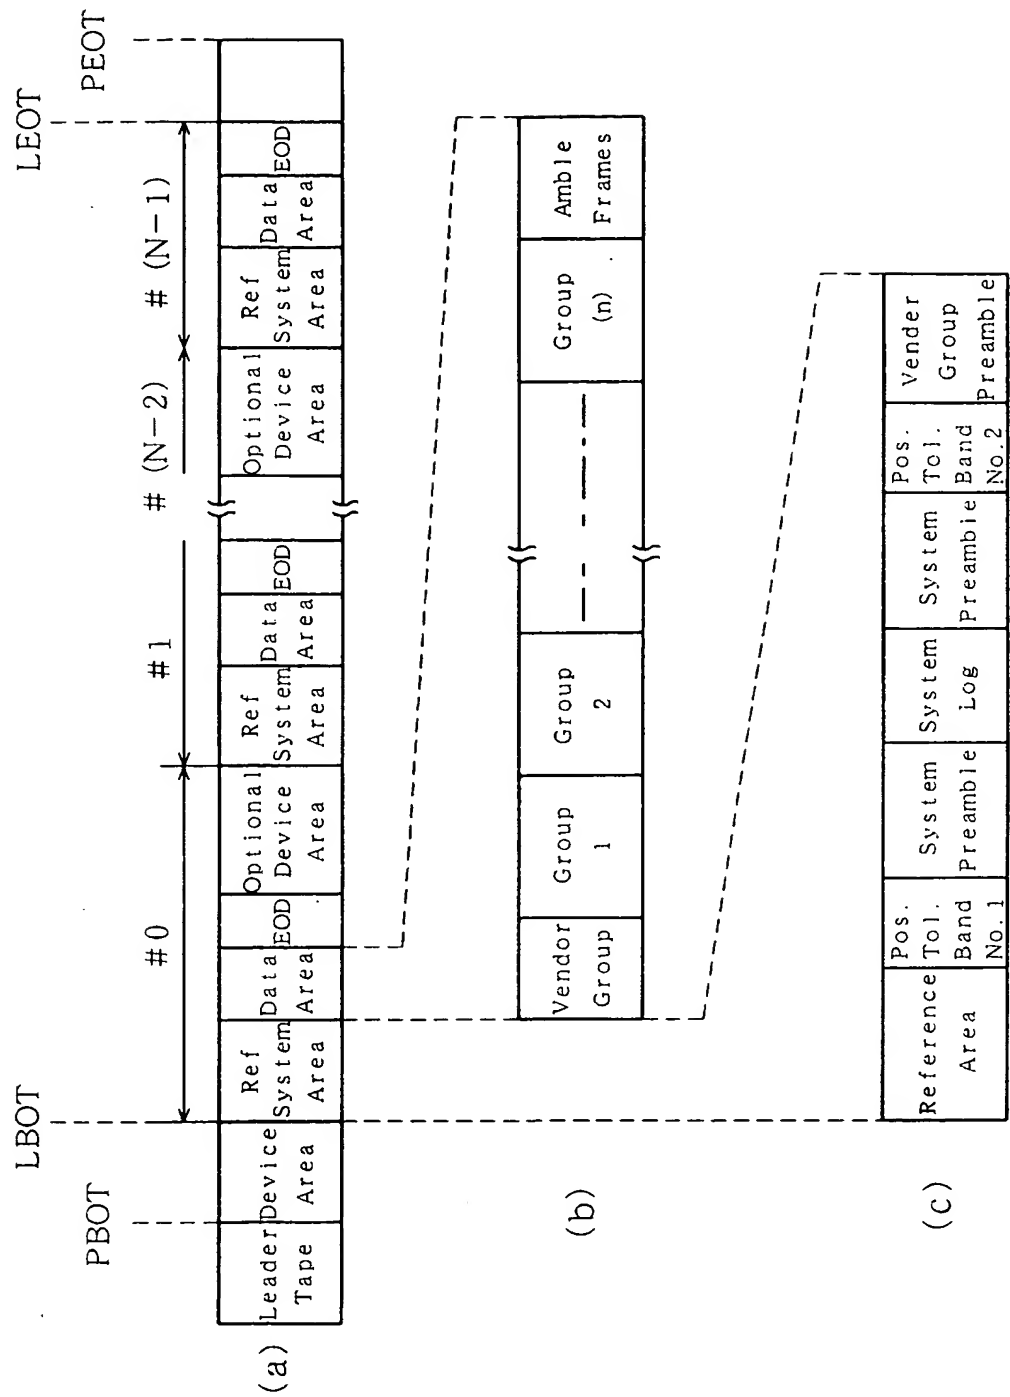 PBOT
LBOT
LEOT
PEOT
#0
#1
# (N-2)
# (N-1)
(a)
Leader
Tape
Device
Area
Ref
System
Area
Data
Area
EOD
Optional
Device
Area
Ref
System
Area
Data
Area
EOD
Optional
Device
Area
Ref
System
Area
Data
Area
EOD
(b)
Vendor
Group
Group
1
Group
2
Group
(n)
Amble
Frames
(c)
Reference
Area
Pos.
Tol.
Band
No.1
System
Preamble
System
Log
System
Preamble
Pos.
Tol.
Band
No.2
Vender
Group
Preamble